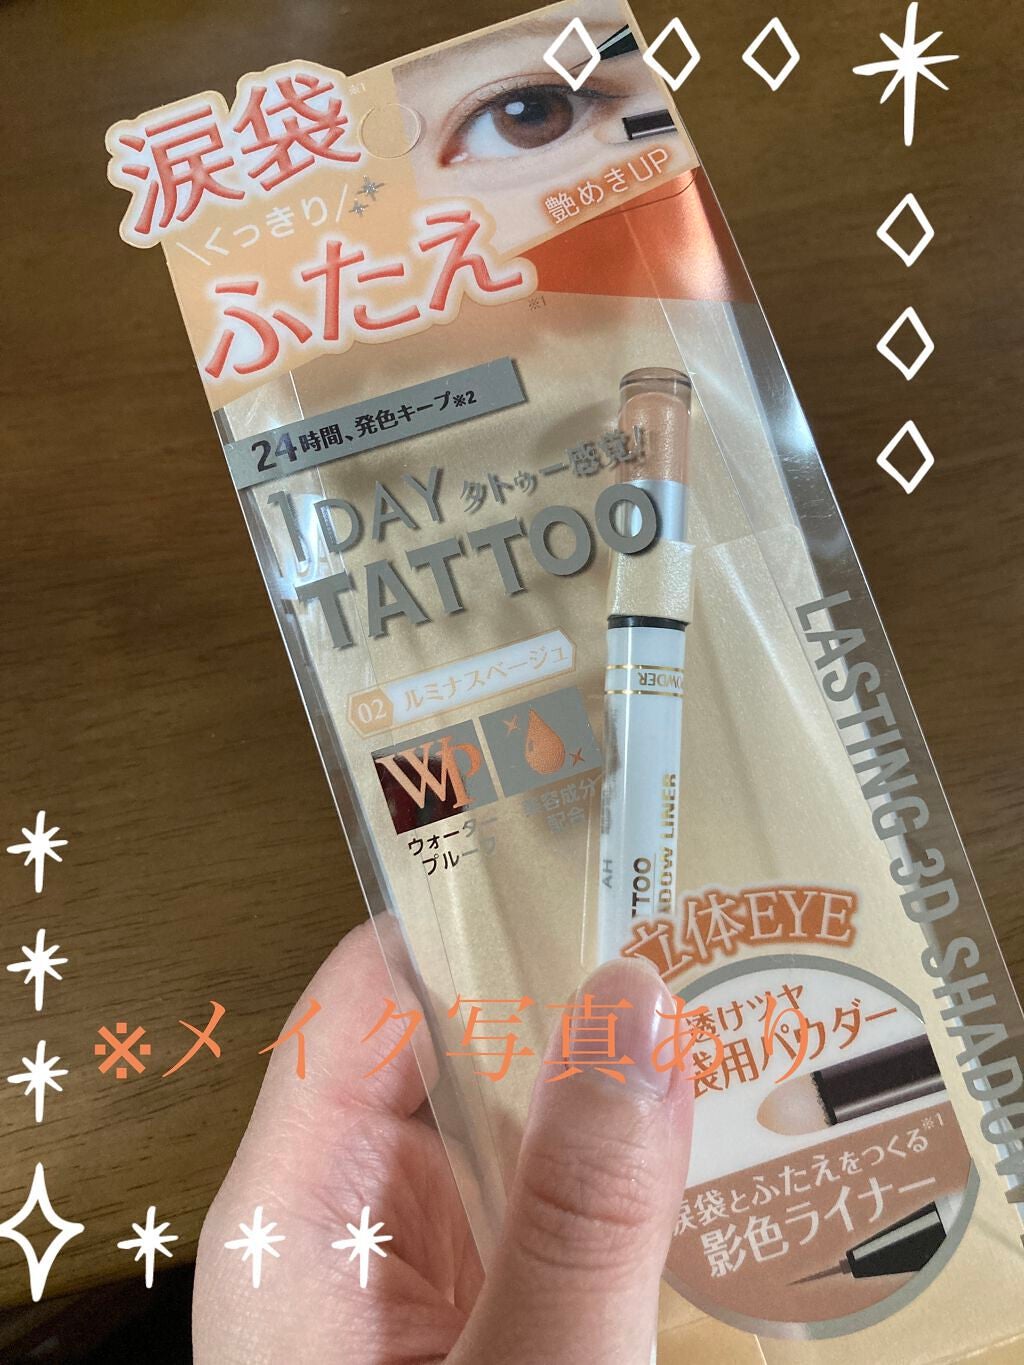 涙袋※1
\くっきり/
ふたえ※1
艶めきUP
24時間、発色キープ※2
1DAY タトゥー感覚!
TATTOO
02 ルミナスベージュ
WP
ウォーター
プルーフ
美容成分
配合
POWDER
TATTOO
SHADOW LINER
LASTING 3D SHADOW
立体EYE
透けツヤ
袋用パウダー
※メイク写真あり
涙袋とふたえをつくる※1
影色ライナー